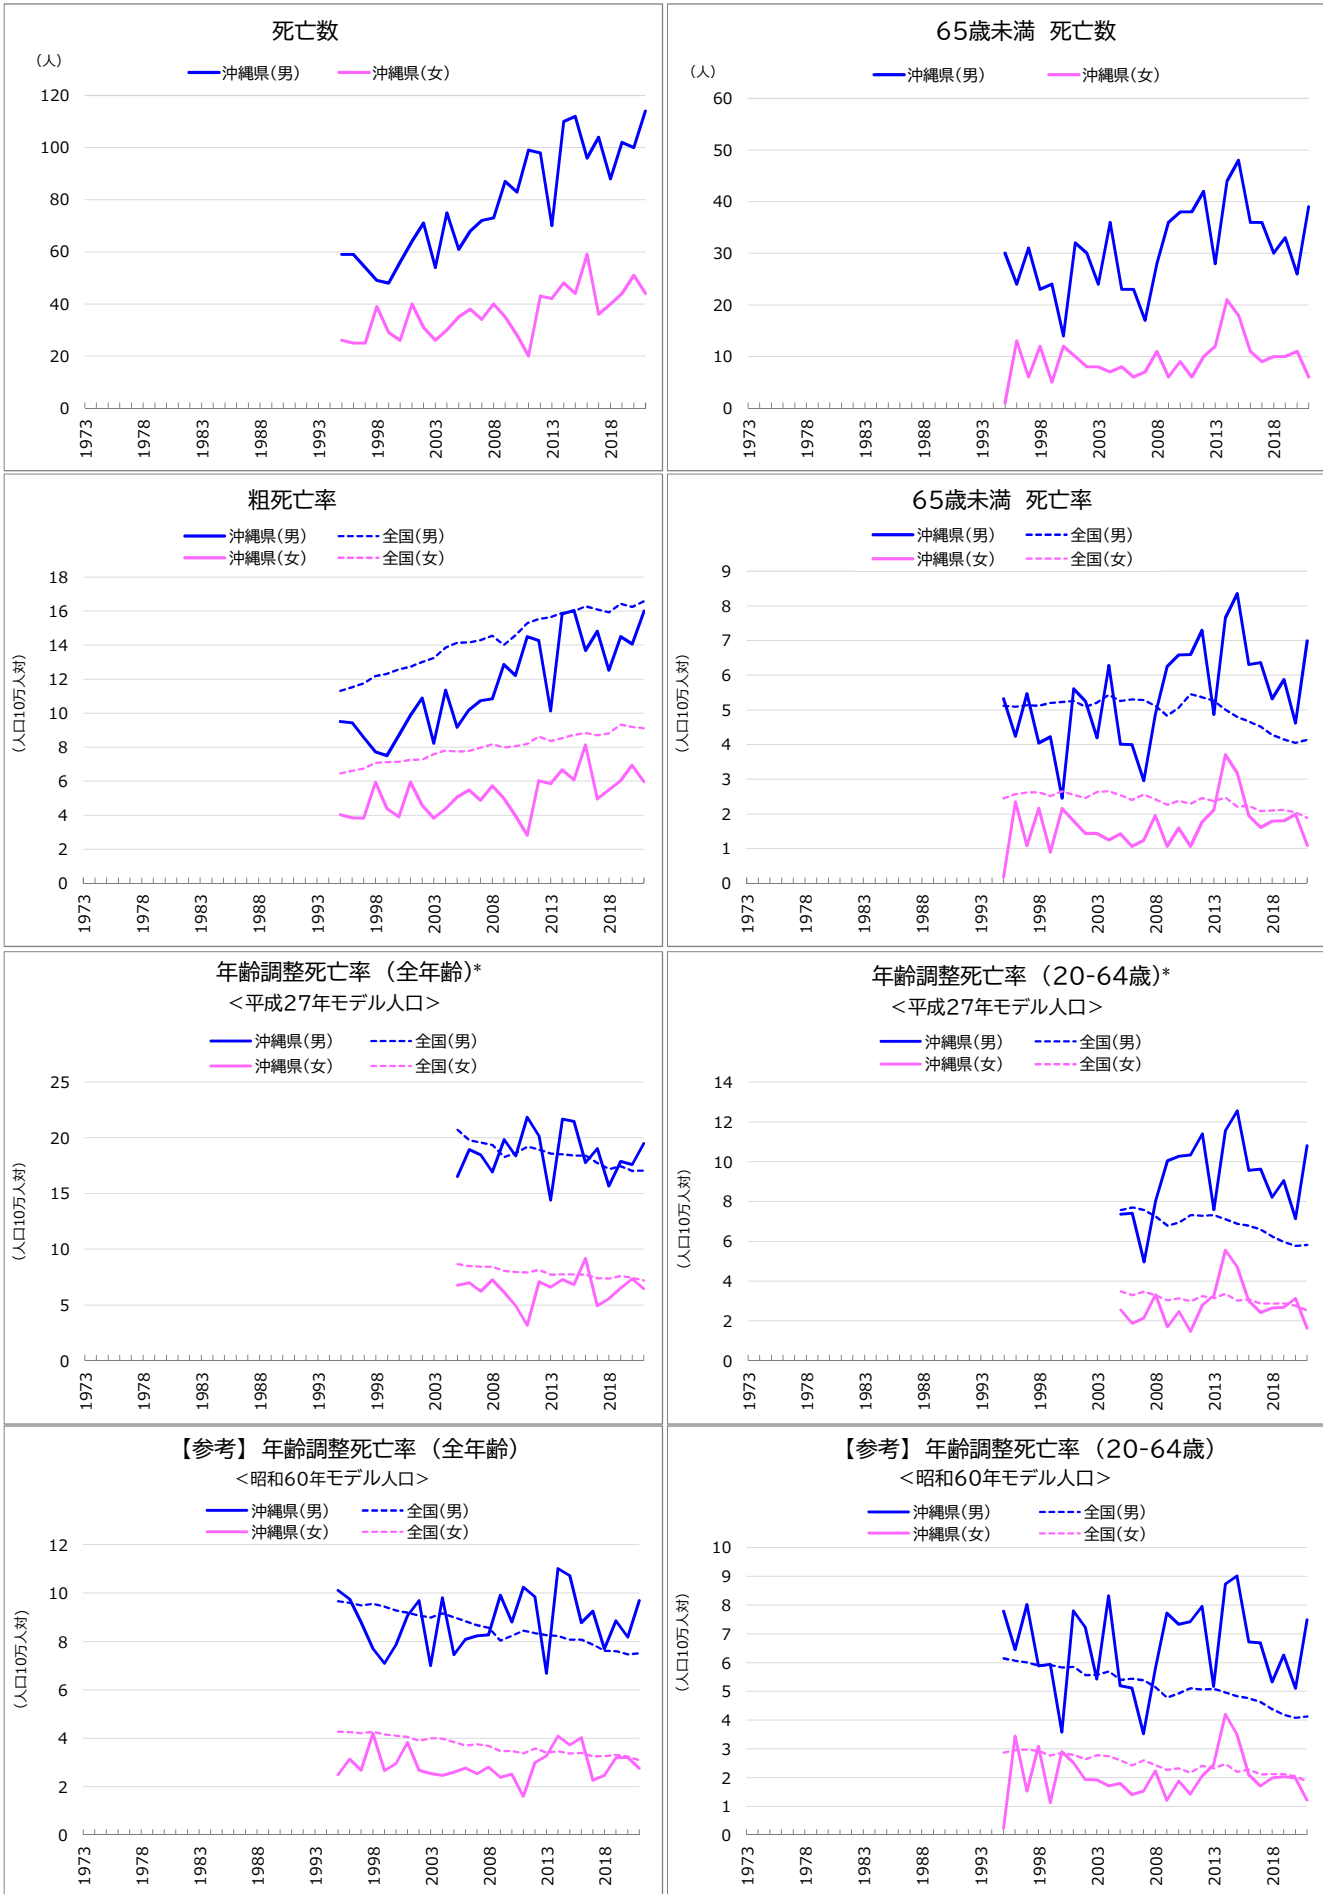 死亡数
（人）
沖縄県(男) 沖縄県(女)
120
100
80
60
40
20
0
1973 1978 1983 1988 1993 1998 2003 2008 2013 2018
65歳未満 死亡数
（人）
沖縄県(男) 沖縄県(女)
60
50
40
30
20
10
0
1973 1978 1983 1988 1993 1998 2003 2008 2013 2018
粗死亡率
沖縄県(男) 全国(男)
沖縄県(女) 全国(女)
（人口10万人対）
18
16
14
12
10
8
6
4
2
0
1973 1978 1983 1988 1993 1998 2003 2008 2013 2018
65歳未満 死亡率
沖縄県(男) 全国(男)
沖縄県(女) 全国(女)
（人口10万人対）
9
8
7
6
5
4
3
2
1
0
1973 1978 1983 1988 1993 1998 2003 2008 2013 2018
年齢調整死亡率（全年齢)*
＜平成27年モデル人口＞
沖縄県(男) 全国(男)
沖縄県(女) 全国(女)
（人口10万人対）
25
20
15
10
5
0
1973 1978 1983 1988 1993 1998 2003 2008 2013 2018
年齢調整死亡率（20-64歳)*
＜平成27年モデル人口＞
沖縄県(男) 全国(男)
沖縄県(女) 全国(女)
（人口10万人対）
14
12
10
8
6
4
2
0
1973 1978 1983 1988 1993 1998 2003 2008 2013 2018
【参考】年齢調整死亡率（全年齢）
＜昭和60年モデル人口＞
沖縄県(男) 全国(男)
沖縄県(女) 全国(女)
（人口10万人対）
12
10
8
6
4
2
0
1973 1978 1983 1988 1993 1998 2003 2008 2013 2018
【参考】年齢調整死亡率（20-64歳）
＜昭和60年モデル人口＞
沖縄県(男) 全国(男)
沖縄県(女) 全国(女)
（人口10万人対）
10
9
8
7
6
5
4
3
2
1
0
1973 1978 1983 1988 1993 1998 2003 2008 2013 2018